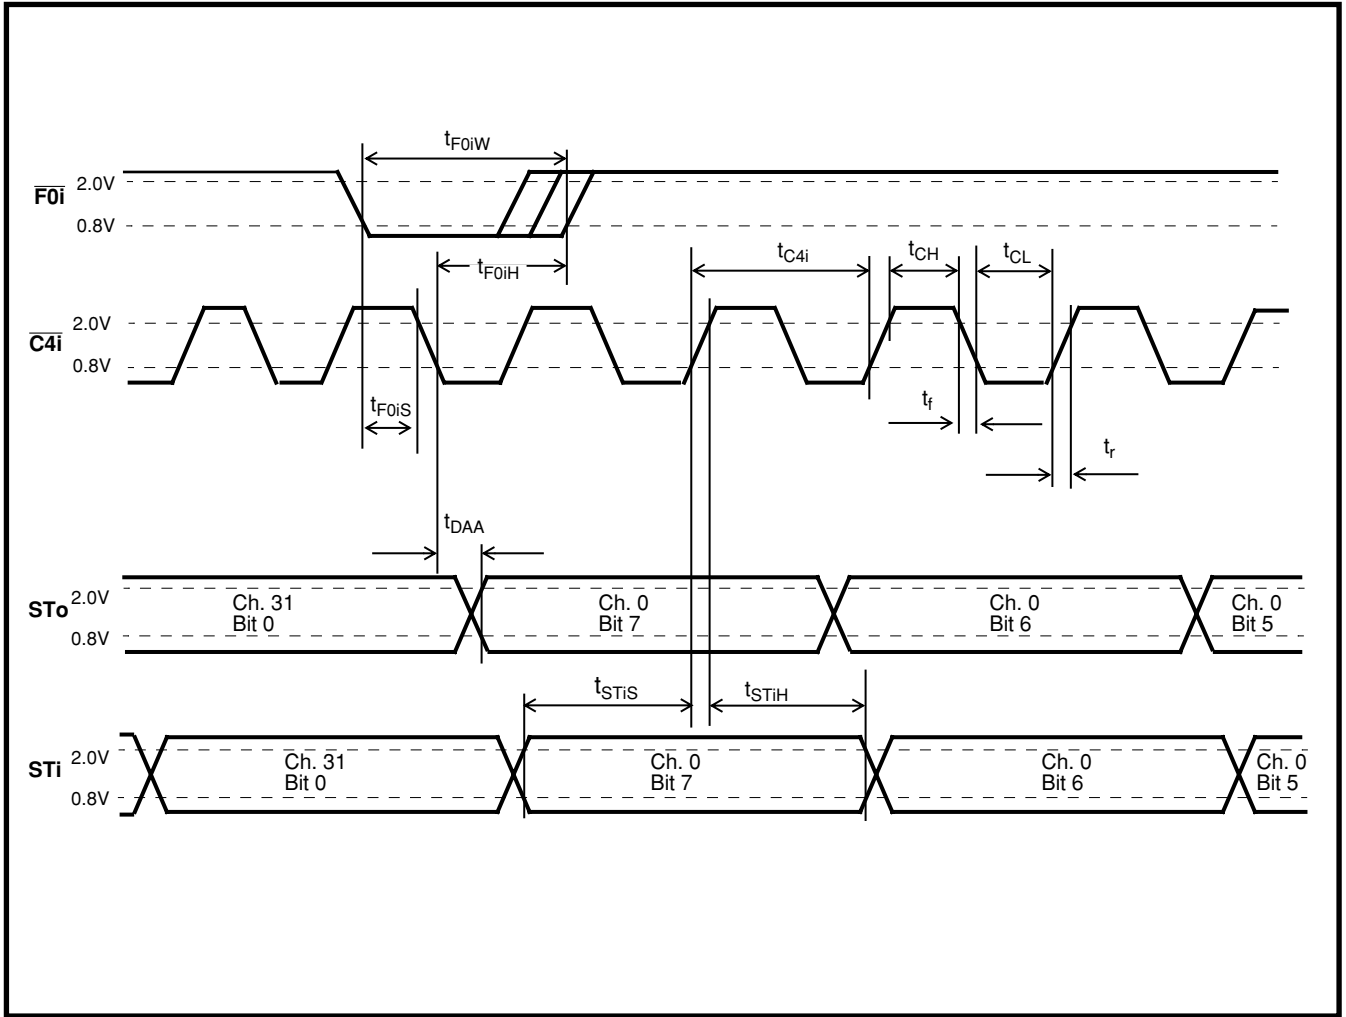 tF0iW
F0i
2.0V
0.8V
tF0iH
tC4i
tCH
tCL
C4i
2.0V
0.8V
tF0iS
tf
tr
tDAA
STo
2.0V
0.8V
Ch. 31
Bit 0
Ch. 0
Bit 7
Ch. 0
Bit 6
Ch. 0
Bit 5
tSTiS
tSTiH
STi
2.0V
0.8V
Ch. 31
Bit 0
Ch. 0
Bit 7
Ch. 0
Bit 6
Ch. 0
Bit 5